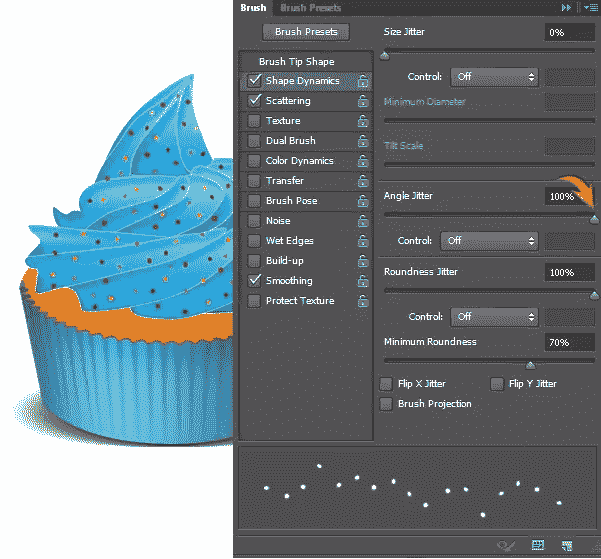 Brush Brush Presets
Brush Presets
Brush Tip Shape
Shape Dynamics
Scattering
Texture
Dual Brush
Color Dynamics
Transfer
Brush Pose
Noise
Wet Edges
Build-up
Smoothing
Protect Texture
Size Jitter 0%
Control: Off
Minimum Diameter
Tilt Scale
Angle Jitter 100%
Control: Off
Roundness Jitter 100%
Control: Off
Minimum Roundness 70%
Flip X Jitter Flip Y Jitter
Brush Projection